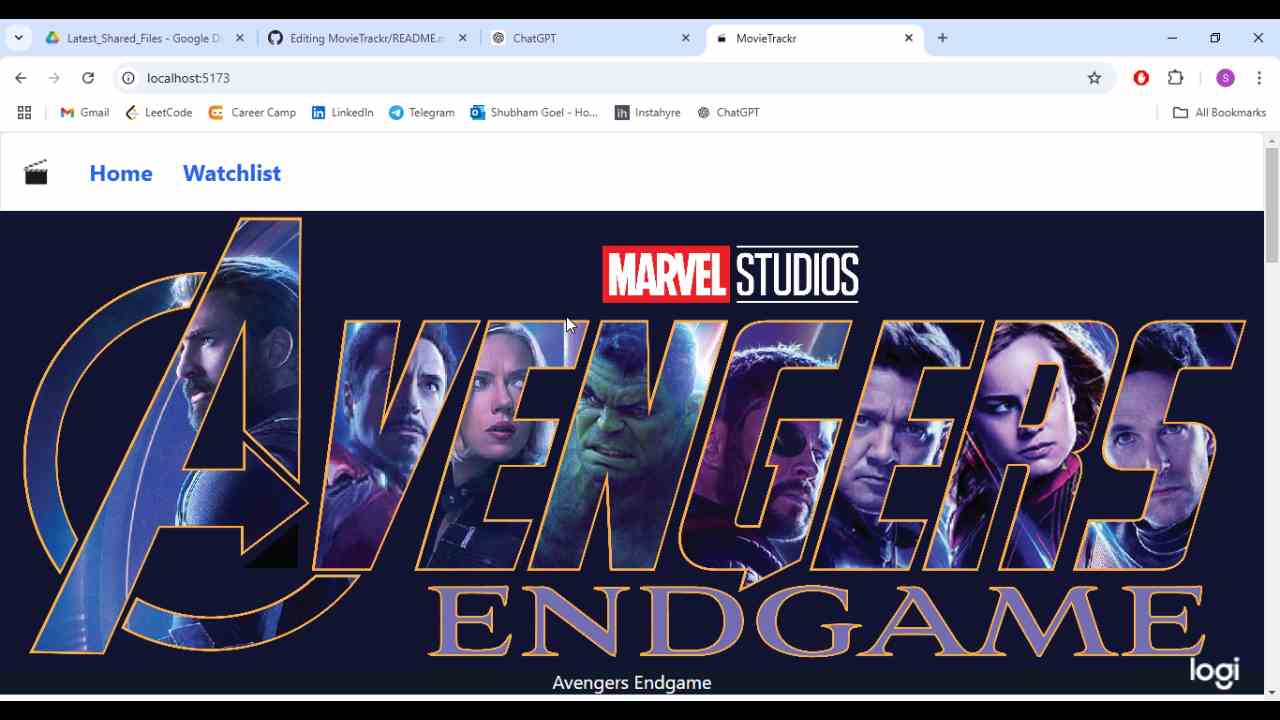 Latest_Shared_Files - Google D
Editing MovieTrackr/README.m
ChatGPT
MovieTrackr
localhost:5173
S
Gmail
LeetCode
Career Camp
LinkedIn
Telegram
Shubham Goel - Ho...
ih
Instahyre
ChatGPT
All Bookmarks
Home
Watchlist
MARVEL STUDIOS
AVENGERS
ENDGAME
logi
Avengers Endgame